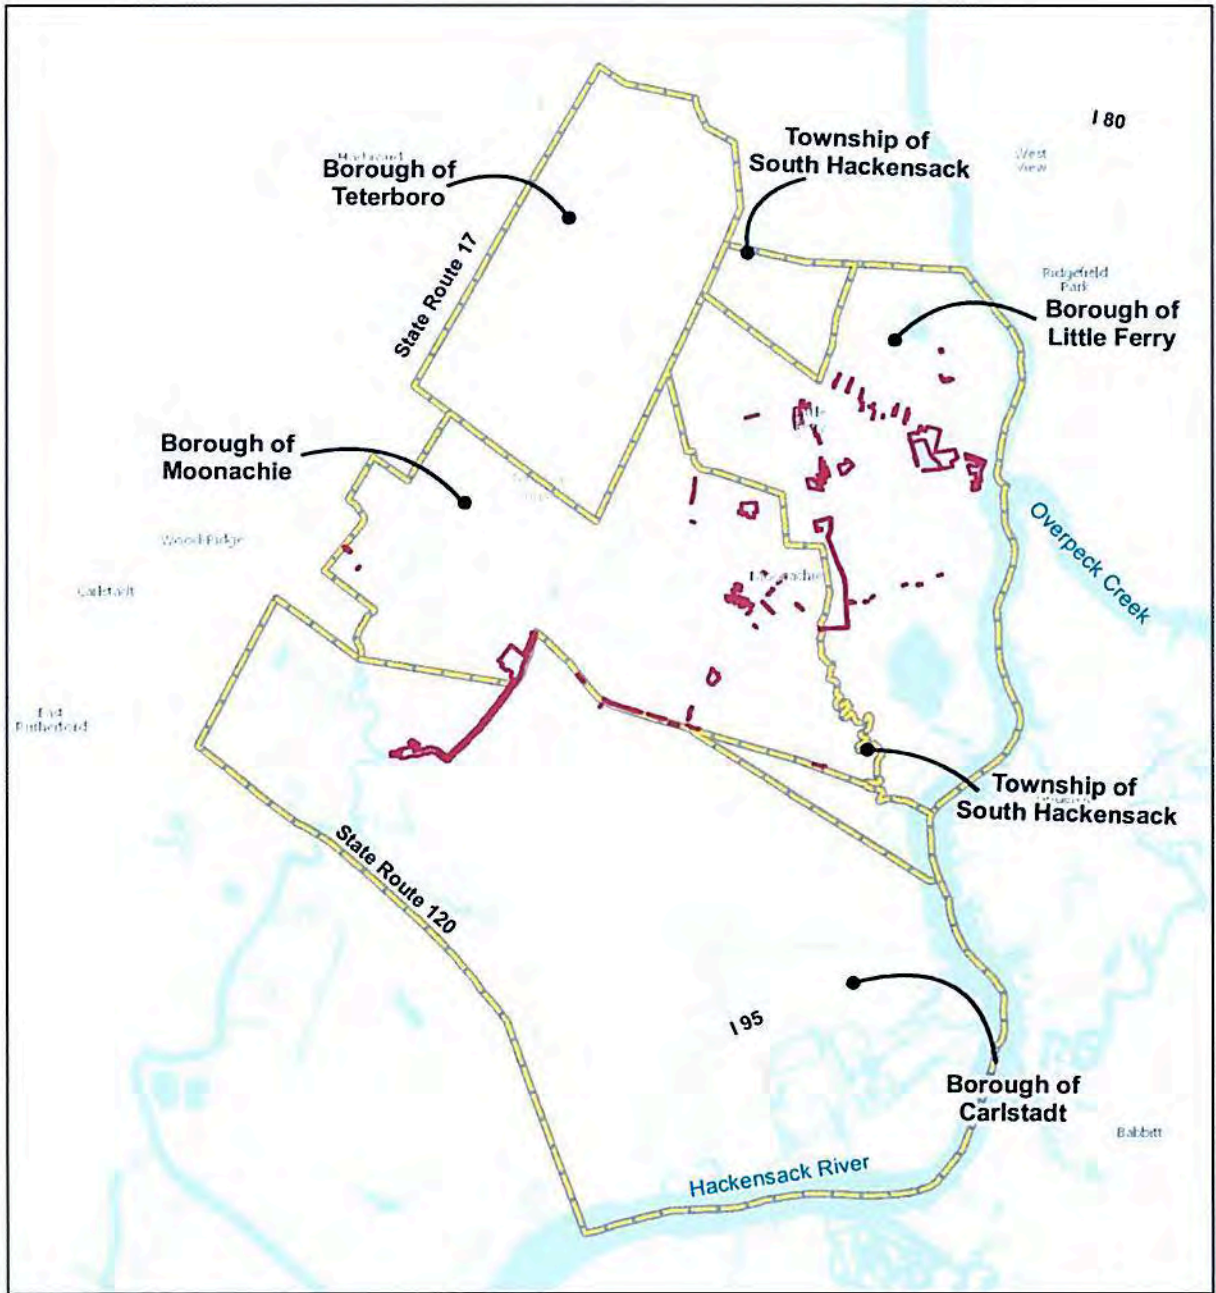 I 80
Township of
South Hackensack
West
View
Borough of
Teterboro
State Route 17
Ridgefield
Park
Borough of
Little Ferry
Borough of
Moonachie
Wood-Ridge
Overpeck Creek
Moonachie
Carlstadt
East
Rutherford
Township of
South Hackensack
State Route 120
I 95
Borough of
Carlstadt
Babbitt
Hackensack River